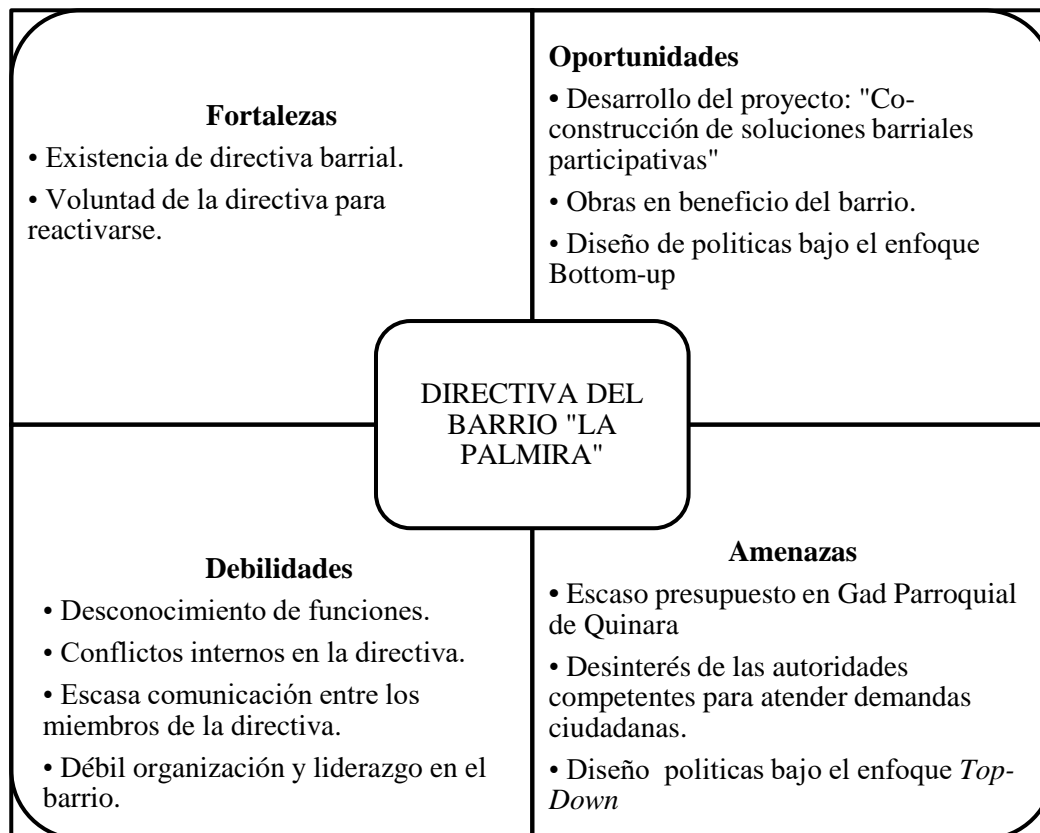 Fortalezas
• Existencia de directiva barrial.
• Voluntad de la directiva para
reactivarse.
Oportunidades
• Desarrollo del proyecto: "Co-
construcción de soluciones barriales
participativas"
• Obras en beneficio del barrio.
• Diseño de politicas bajo el enfoque
Bottom-up
DIRECTIVA DEL
BARRIO "LA
PALMIRA"
Debilidades
• Desconocimiento de funciones.
• Conflictos internos en la directiva.
• Escasa comunicación entre los
miembros de la directiva.
• Débil organización y liderazgo en el
barrio.
Amenazas
• Escaso presupuesto en Gad Parroquial
de Quinara
• Desinterés de las autoridades
competentes para atender demandas
ciudadanas.
• Diseño politicas bajo el enfoque Top-
Down